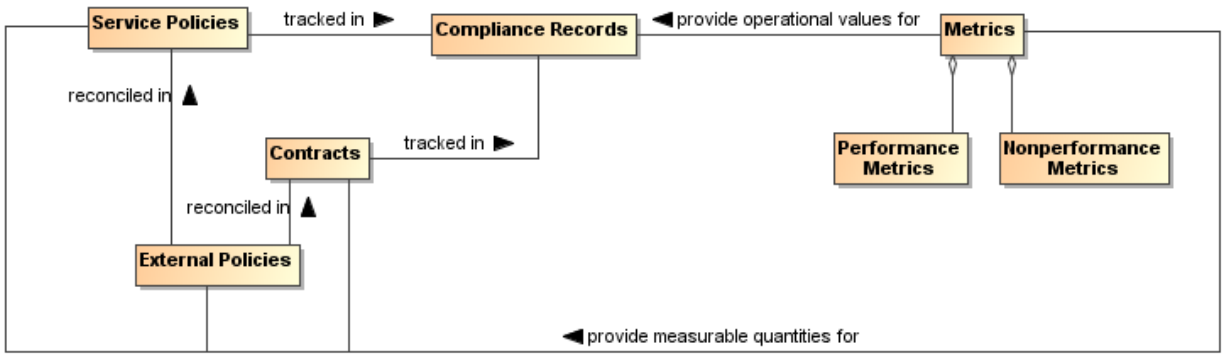 Service Policies
tracked in
Compliance Records
provide operational values for
Metrics
reconciled in
Contracts
tracked in
Performance
Metrics
Nonperformance
Metrics
reconciled in
External Policies
provide measurable quantities for